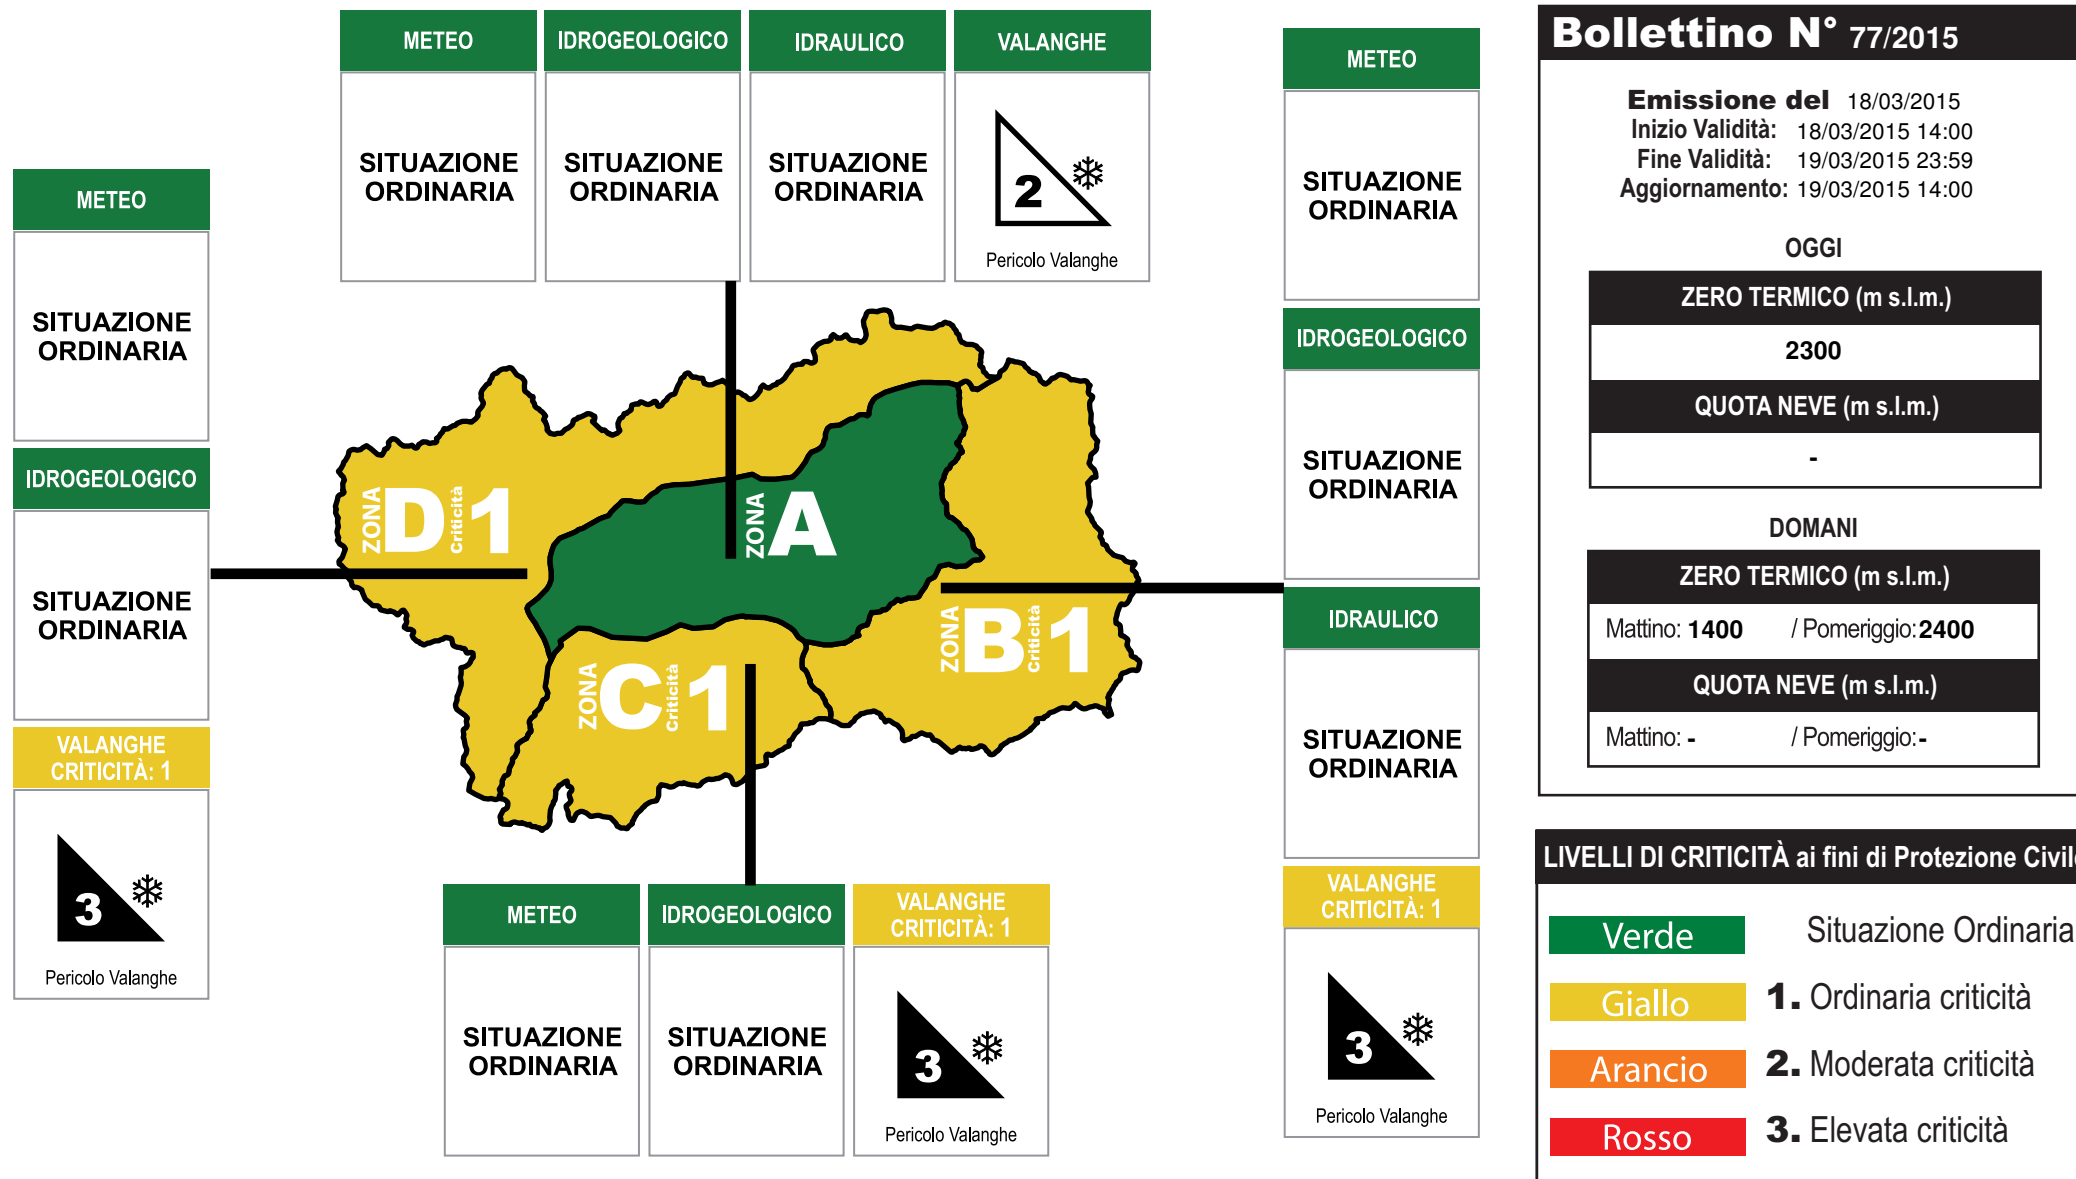 METEO
IDROGEOLOGICO
IDRAULICO
VALANGHE
SITUAZIONE
ORDINARIA
SITUAZIONE
ORDINARIA
SITUAZIONE
ORDINARIA
2
Pericolo Valanghe
METEO
SITUAZIONE
ORDINARIA
IDROGEOLOGICO
SITUAZIONE
ORDINARIA
VALANGHE
CRITICITÀ: 1
3
Pericolo Valanghe
ZONA D Criticità 1
ZONA A
ZONA B Criticità 1
ZONA C Criticità 1
METEO
IDROGEOLOGICO
VALANGHE
CRITICITÀ: 1
SITUAZIONE
ORDINARIA
SITUAZIONE
ORDINARIA
3
Pericolo Valanghe
METEO
SITUAZIONE
ORDINARIA
IDROGEOLOGICO
SITUAZIONE
ORDINARIA
IDRAULICO
SITUAZIONE
ORDINARIA
VALANGHE
CRITICITÀ: 1
3
Pericolo Valanghe
Bollettino N° 77/2015
Emissione del 18/03/2015
Inizio Validità: 18/03/2015 14:00
Fine Validità: 19/03/2015 23:59
Aggiornamento: 19/03/2015 14:00
OGGI
ZERO TERMICO (m s.l.m.)
2300
QUOTA NEVE (m s.l.m.)
-
DOMANI
ZERO TERMICO (m s.l.m.)
Mattino: 1400 / Pomeriggio: 2400
QUOTA NEVE (m s.l.m.)
Mattino: - / Pomeriggio: -
LIVELLI DI CRITICITÀ ai fini di Protezione Civile
Verde Situazione Ordinaria
Giallo 1. Ordinaria criticità
Arancio 2. Moderata criticità
Rosso 3. Elevata criticità